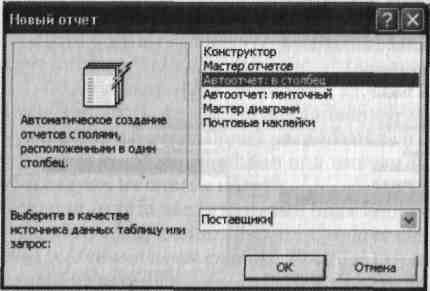 Новый отчет
Конструктор
Мастер отчетов
Автоотчет: в столбец
Автоотчет: ленточный
Мастер диаграмм
Почтовые наклейки
Автоматическое создание
отчетов с полями,
расположенными в один
столбец.
Выберите в качестве
источника данных таблицу или
запрос:
Поставщики
ОК
Отмена